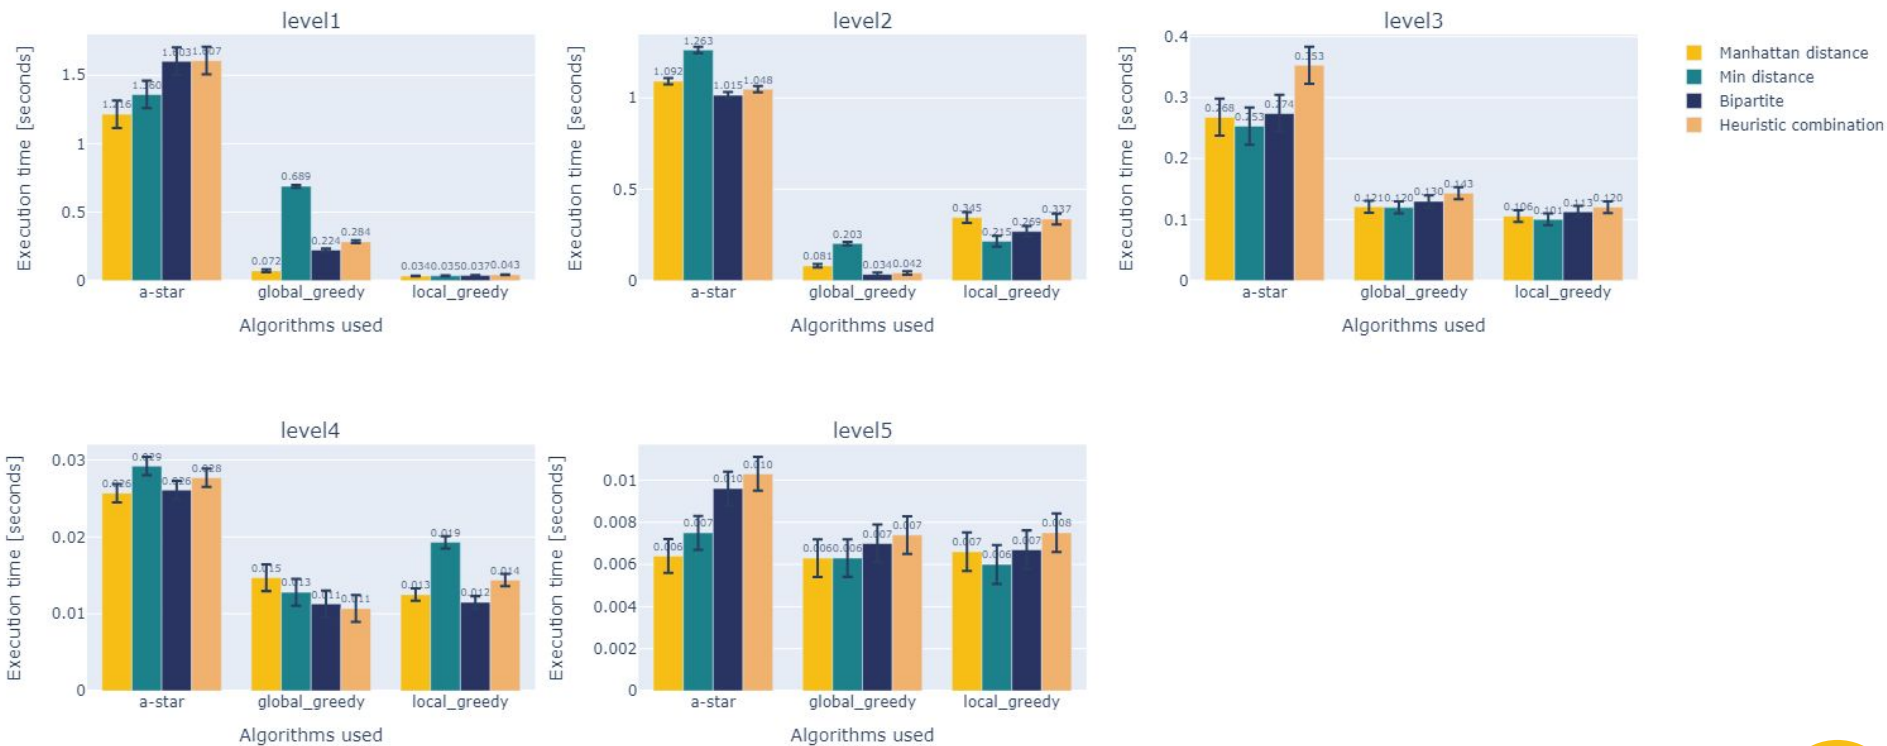 level1
Execution time [seconds]
1.5
1
0.5
0
1.216
1.360
1.603
1.607
0.072
0.689
0.224
0.284
0.034
0.035
0.037
0.043
a-star
global_greedy
local_greedy
Algorithms used
level2
Execution time [seconds]
1
0.5
0
1.092
1.263
1.015
1.048
0.081
0.203
0.034
0.042
0.345
0.215
0.269
0.337
a-star
global_greedy
local_greedy
Algorithms used
level3
Execution time [seconds]
0.4
0.3
0.2
0.1
0
0.268
0.253
0.274
0.353
0.121
0.120
0.130
0.143
0.106
0.101
0.113
0.120
a-star
global_greedy
local_greedy
Algorithms used
Manhattan distance
Min distance
Bipartite
Heuristic combination
level4
Execution time [seconds]
0.03
0.02
0.01
0
0.026
0.029
0.026
0.028
0.015
0.013
0.011
0.011
0.013
0.019
0.012
0.014
a-star
global_greedy
local_greedy
Algorithms used
level5
Execution time [seconds]
0.01
0.008
0.006
0.004
0.002
0
0.006
0.007
0.010
0.010
0.006
0.006
0.007
0.007
0.007
0.006
0.007
0.008
a-star
global_greedy
local_greedy
Algorithms used